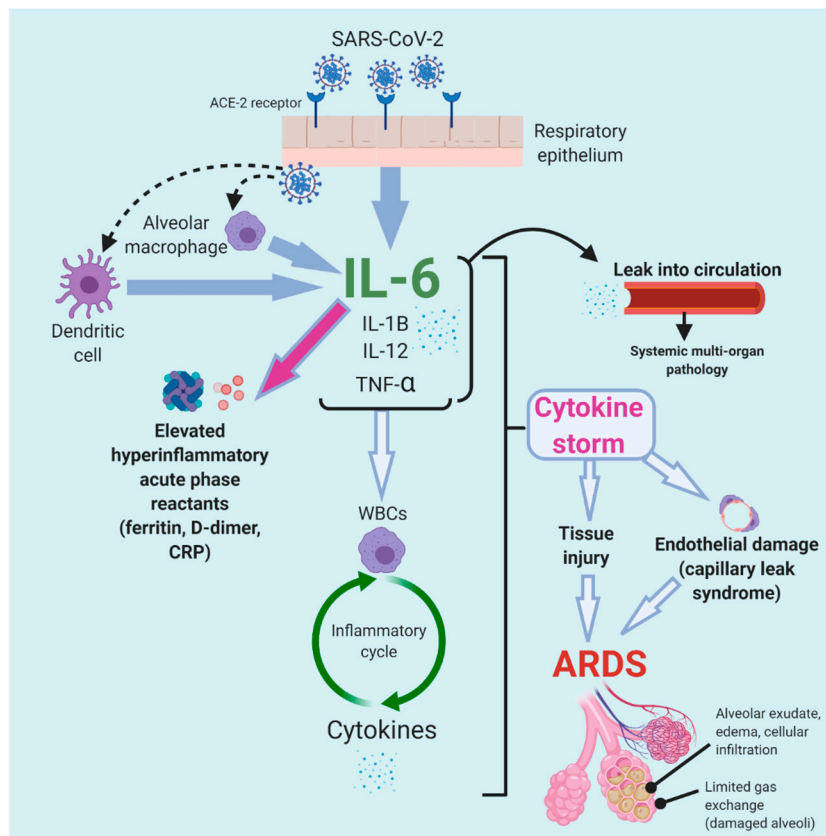 SARS-CoV-2
ACE-2 receptor
Respiratory
epithelium
Alveolar
macrophage
Dendritic
cell
IL-6
IL-1B
IL-12
TNF-α
Leak into circulation
Systemic multi-organ
pathology
Elevated
hyperinflammatory
acute phase
reactants
(ferritin, D-dimer,
CRP)
Cytokine
storm
WBCs
Inflammatory
cycle
Cytokines
Tissue
injury
Endothelial damage
(capillary leak
syndrome)
ARDS
Alveolar exudate,
edema, cellular
infiltration
Limited gas
exchange
(damaged alveoli)